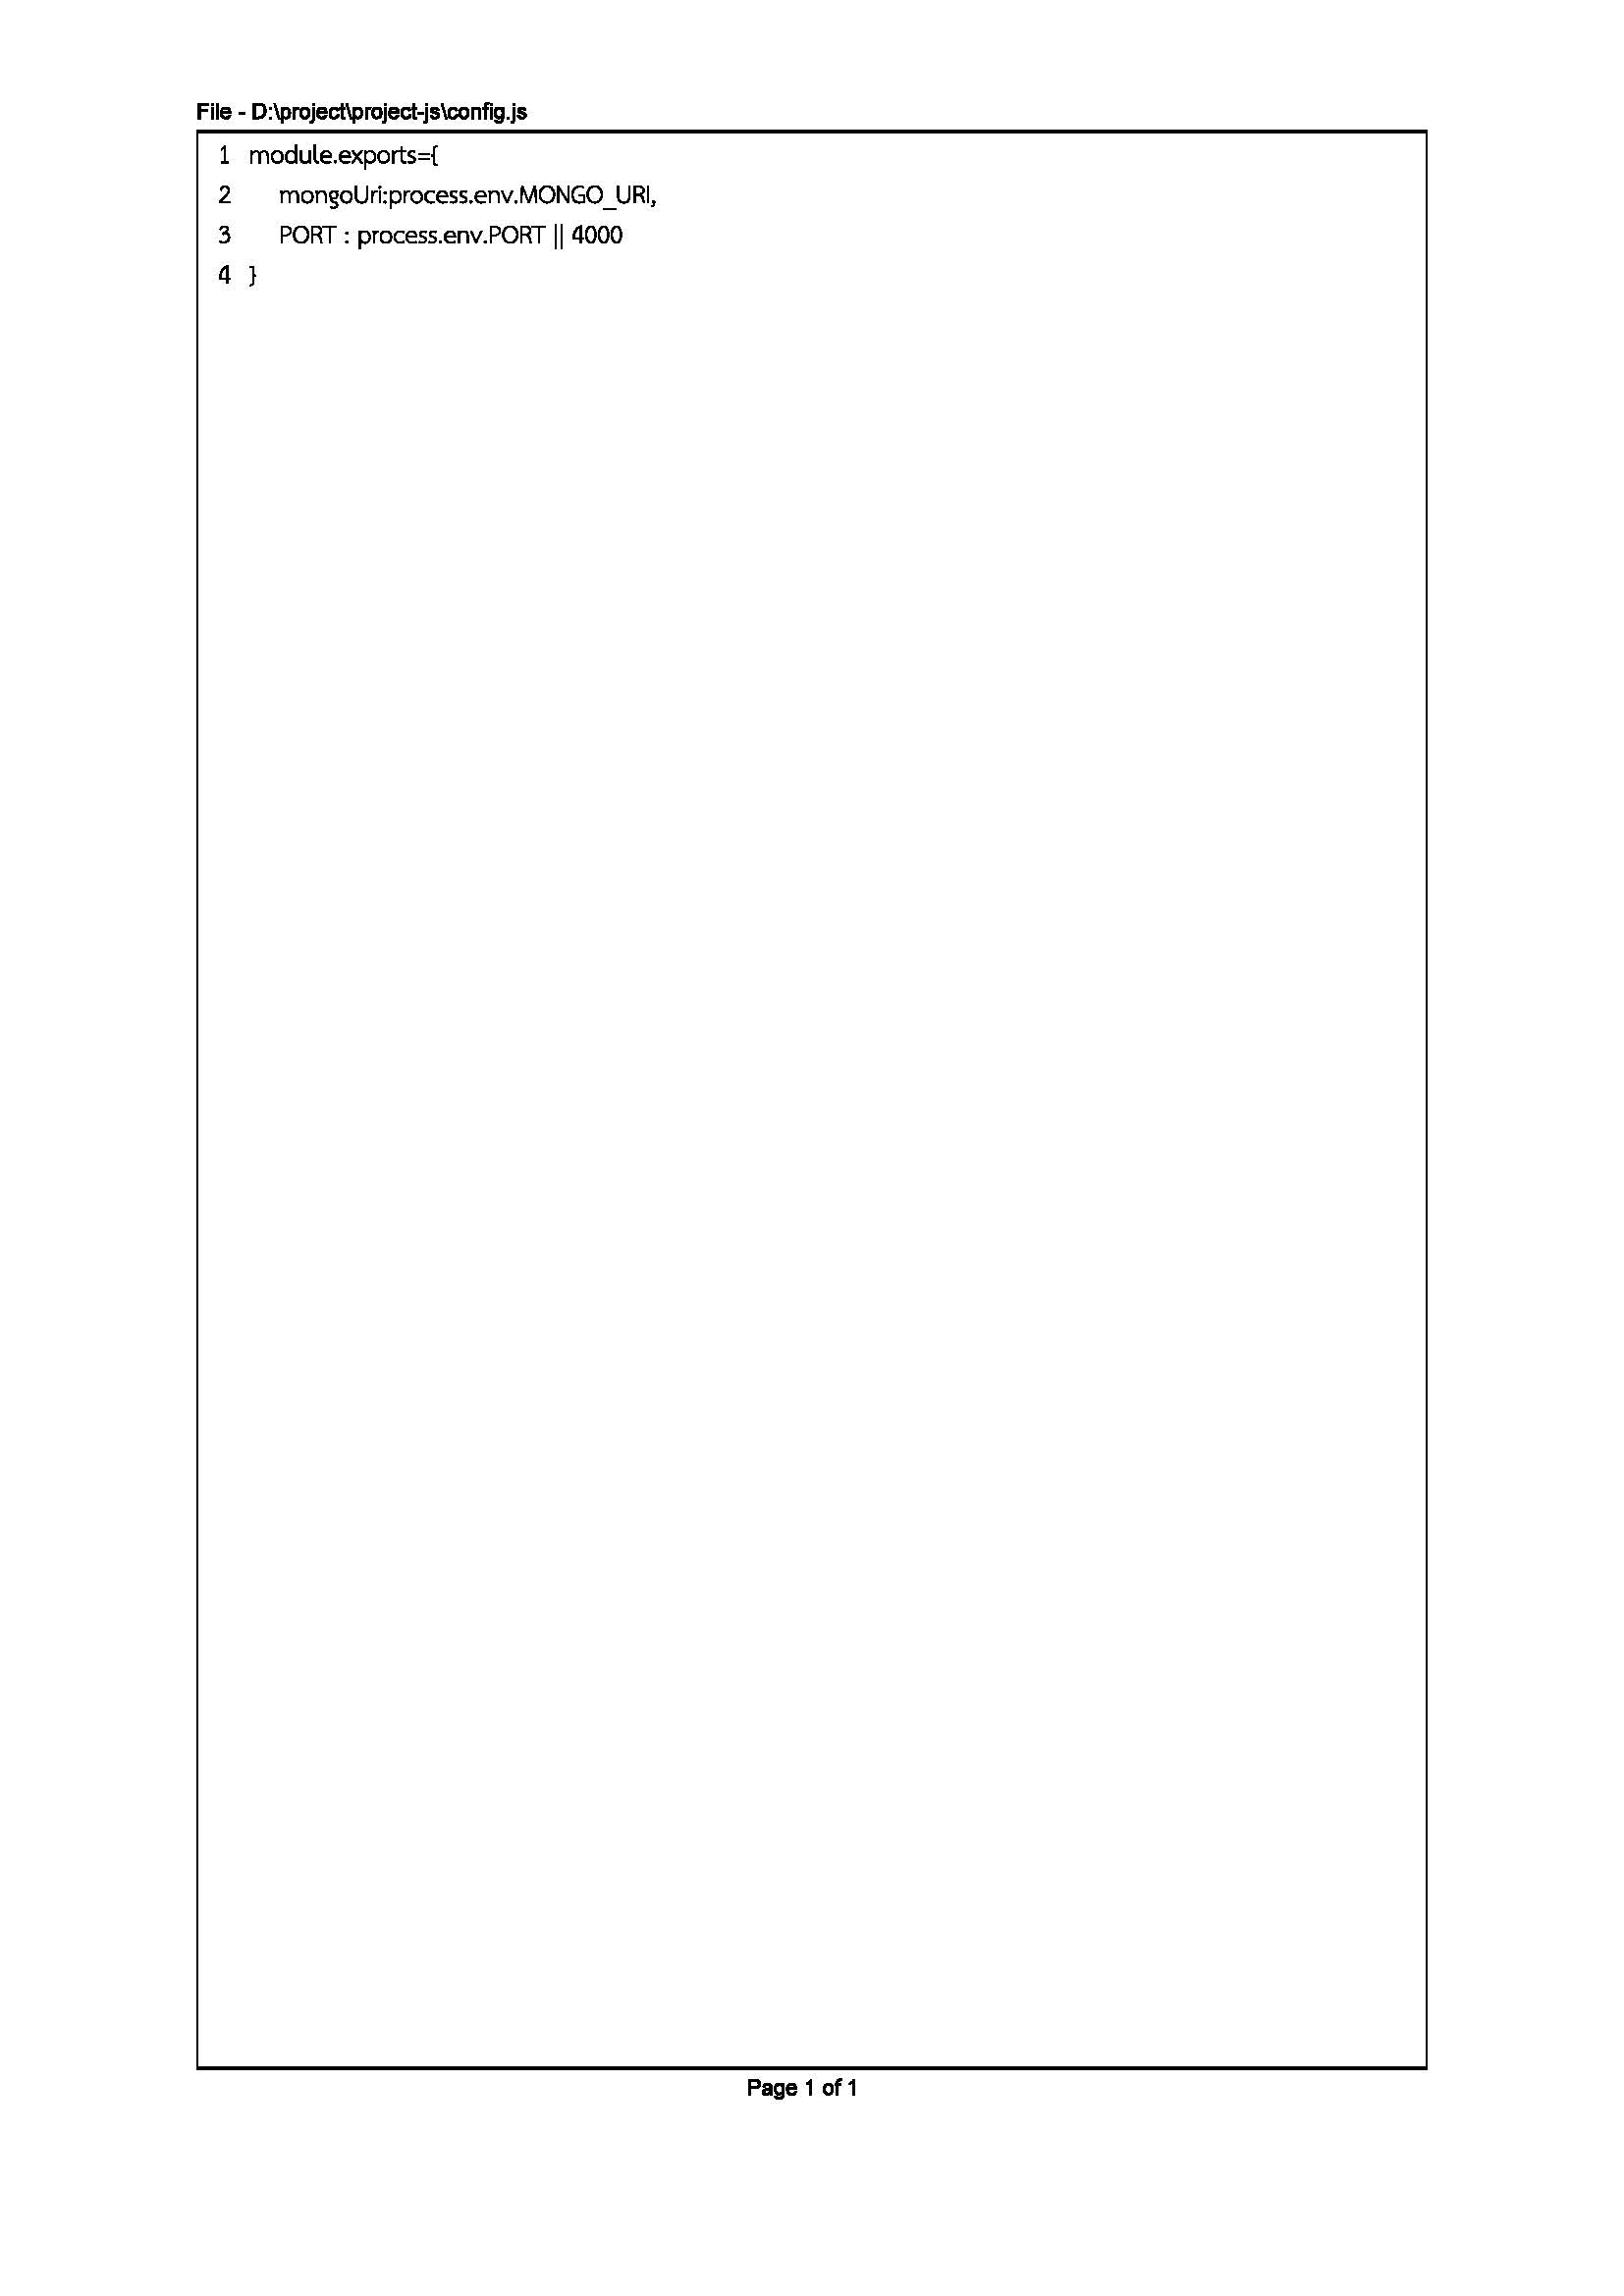 File - D:\project\project-js\config.js
1 module.exports={
2     mongoUri:process.env.MONGO_URI,
3     PORT : process.env.PORT || 4000
4 }
Page 1 of 1